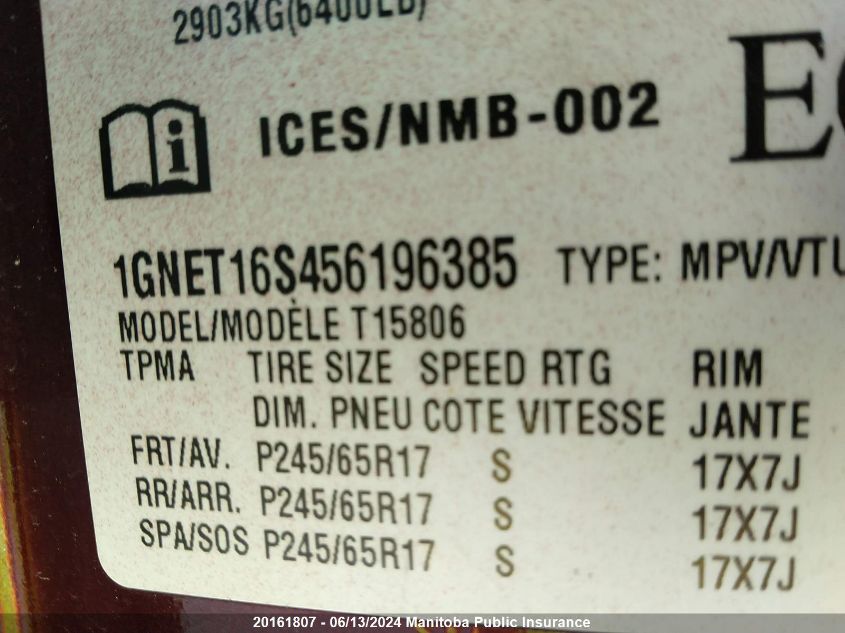 2903KG(6400LB)
ICES/NMB-002
1GNET16S456196385 TYPE: MPV/VTU
MODEL/MODÈLE T15806
TPMA TIRE SIZE SPEED RTG RIM
DIM. PNEU COTE VITESSE JANTE
FRT/AV. P245/65R17 S 17X7J
RR/ARR. P245/65R17 S 17X7J
SPA/SOS P245/65R17 S 17X7J
20161807 - 06/13/2024 Manitoba Public Insurance